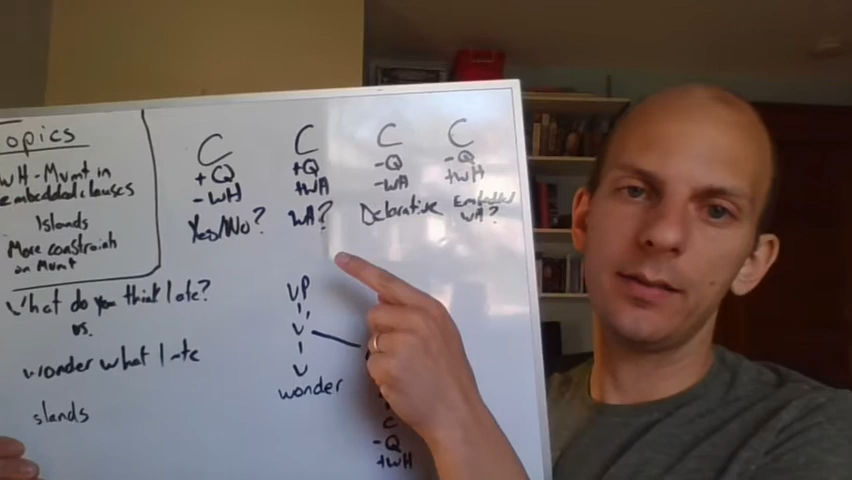 Topics
WH-Mvmt in
embedded clauses
Islands
More constraints
on Mvmt
C
+Q
-WH
Yes/No?
C
+Q
+WH
WH?
C
-Q
-WH
Declarative
C
-Q
+WH
Embedded
WH?
What do you think I ate?
vs.
wonder what I ate
slands
VP
V'
V
wonder
C
-Q
+WH